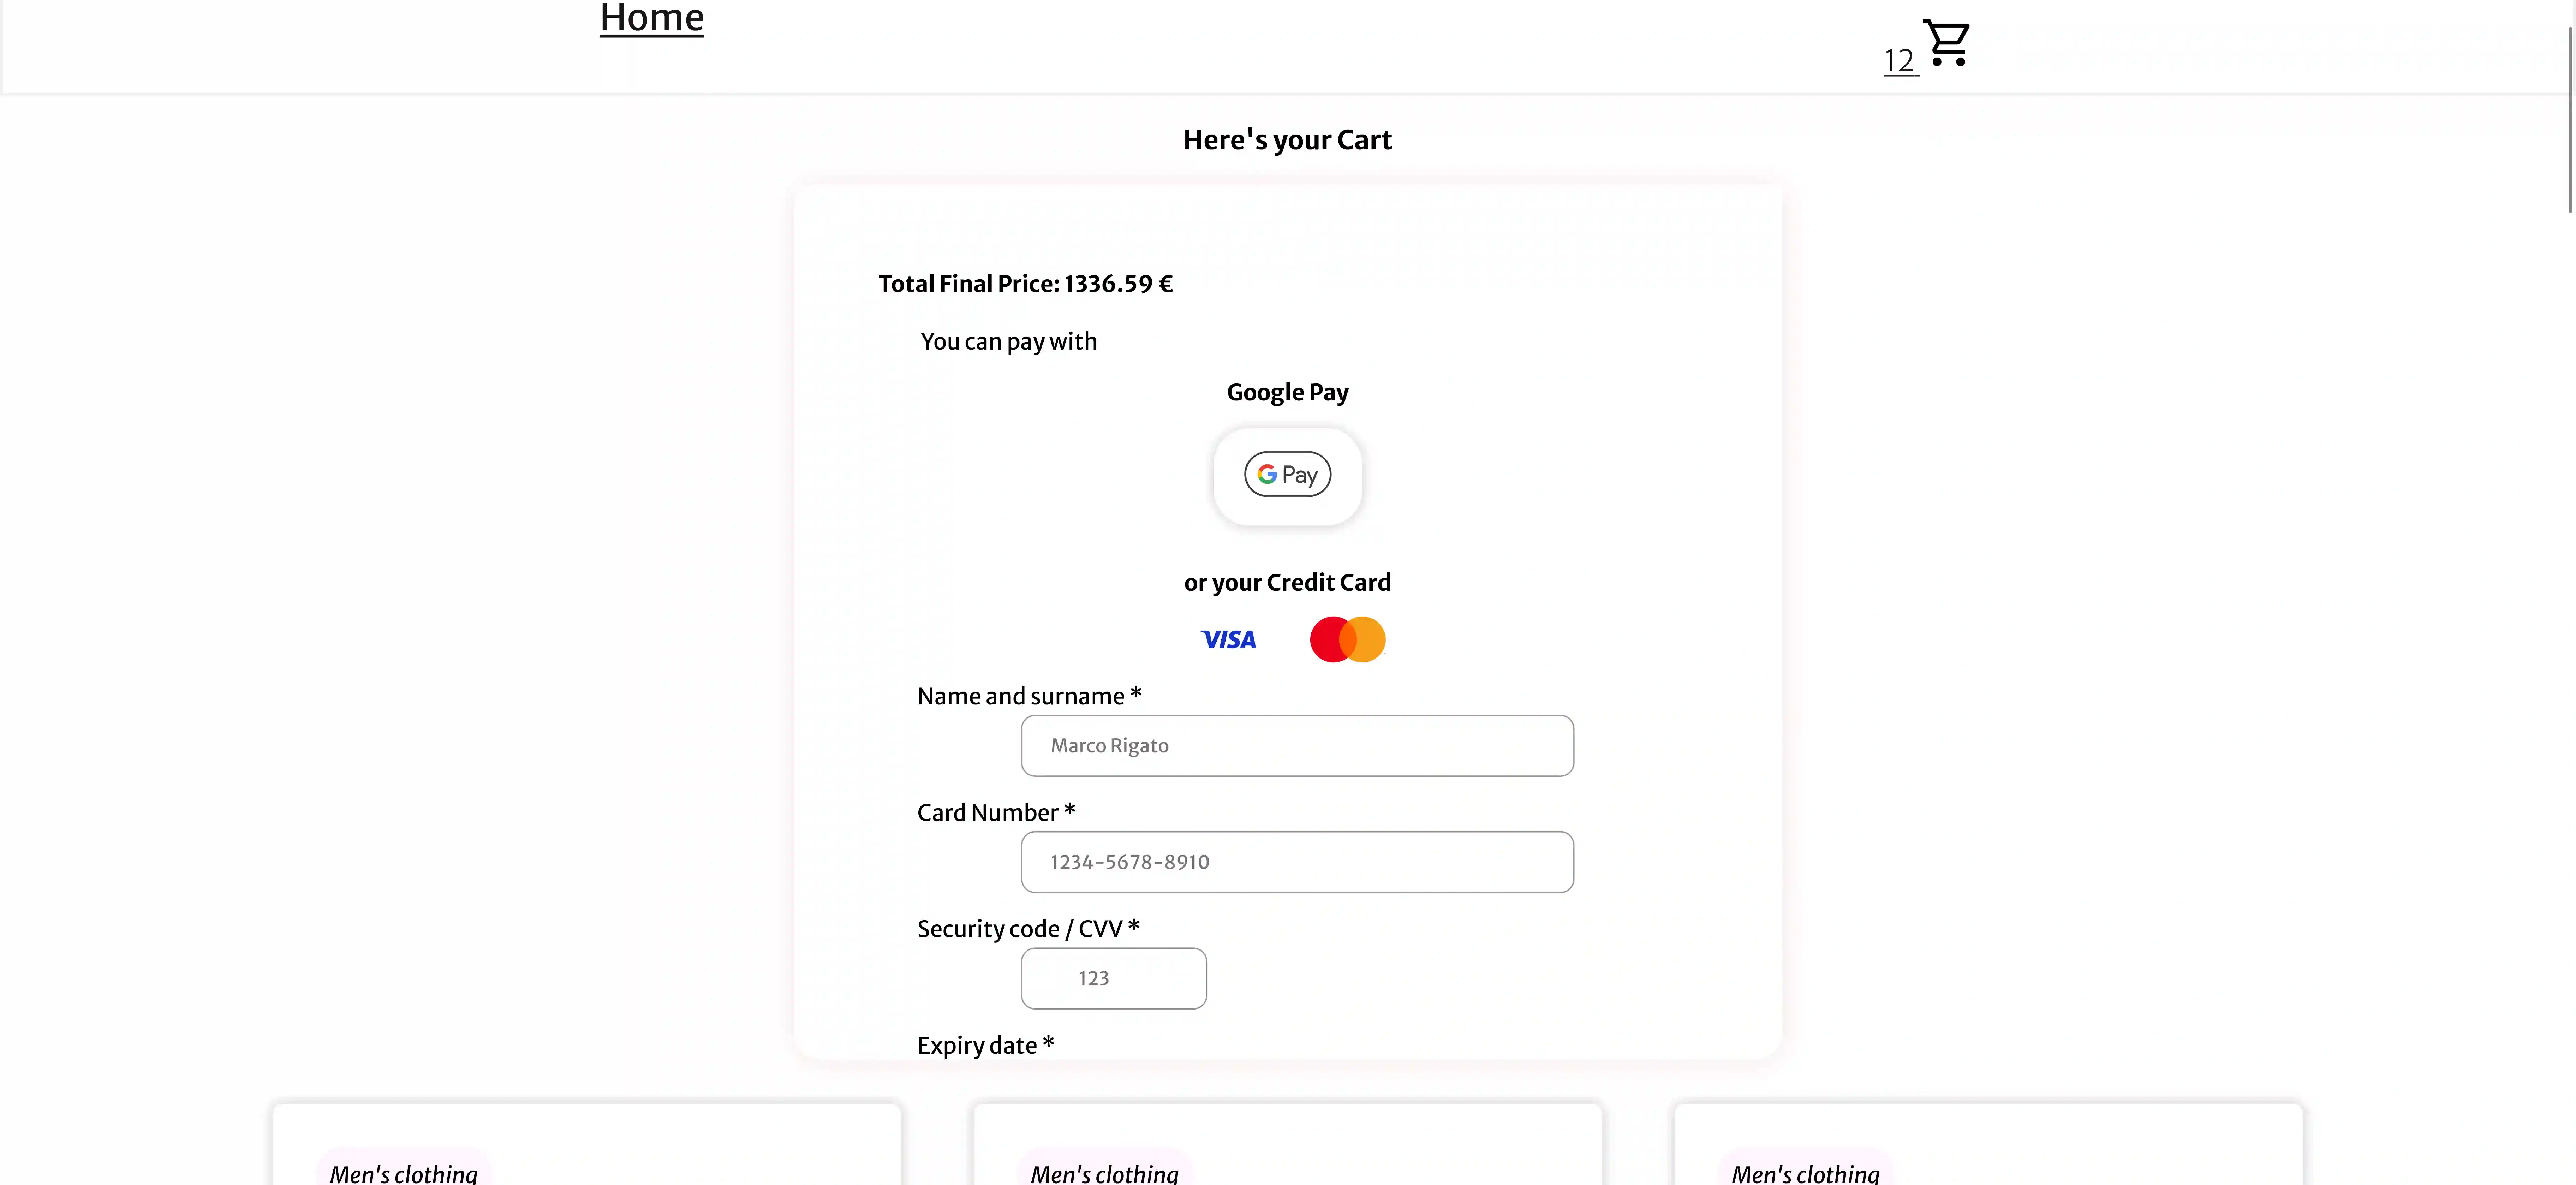 Home
12
Here's your Cart
Total Final Price: 1336.59 €
You can pay with
Google Pay
G Pay
or your Credit Card
VISA
Name and surname *
Marco Rigato
Card Number *
1234-5678-8910
Security code / CVV *
123
Expiry date *
Men's clothing
Men's clothing
Men's clothing